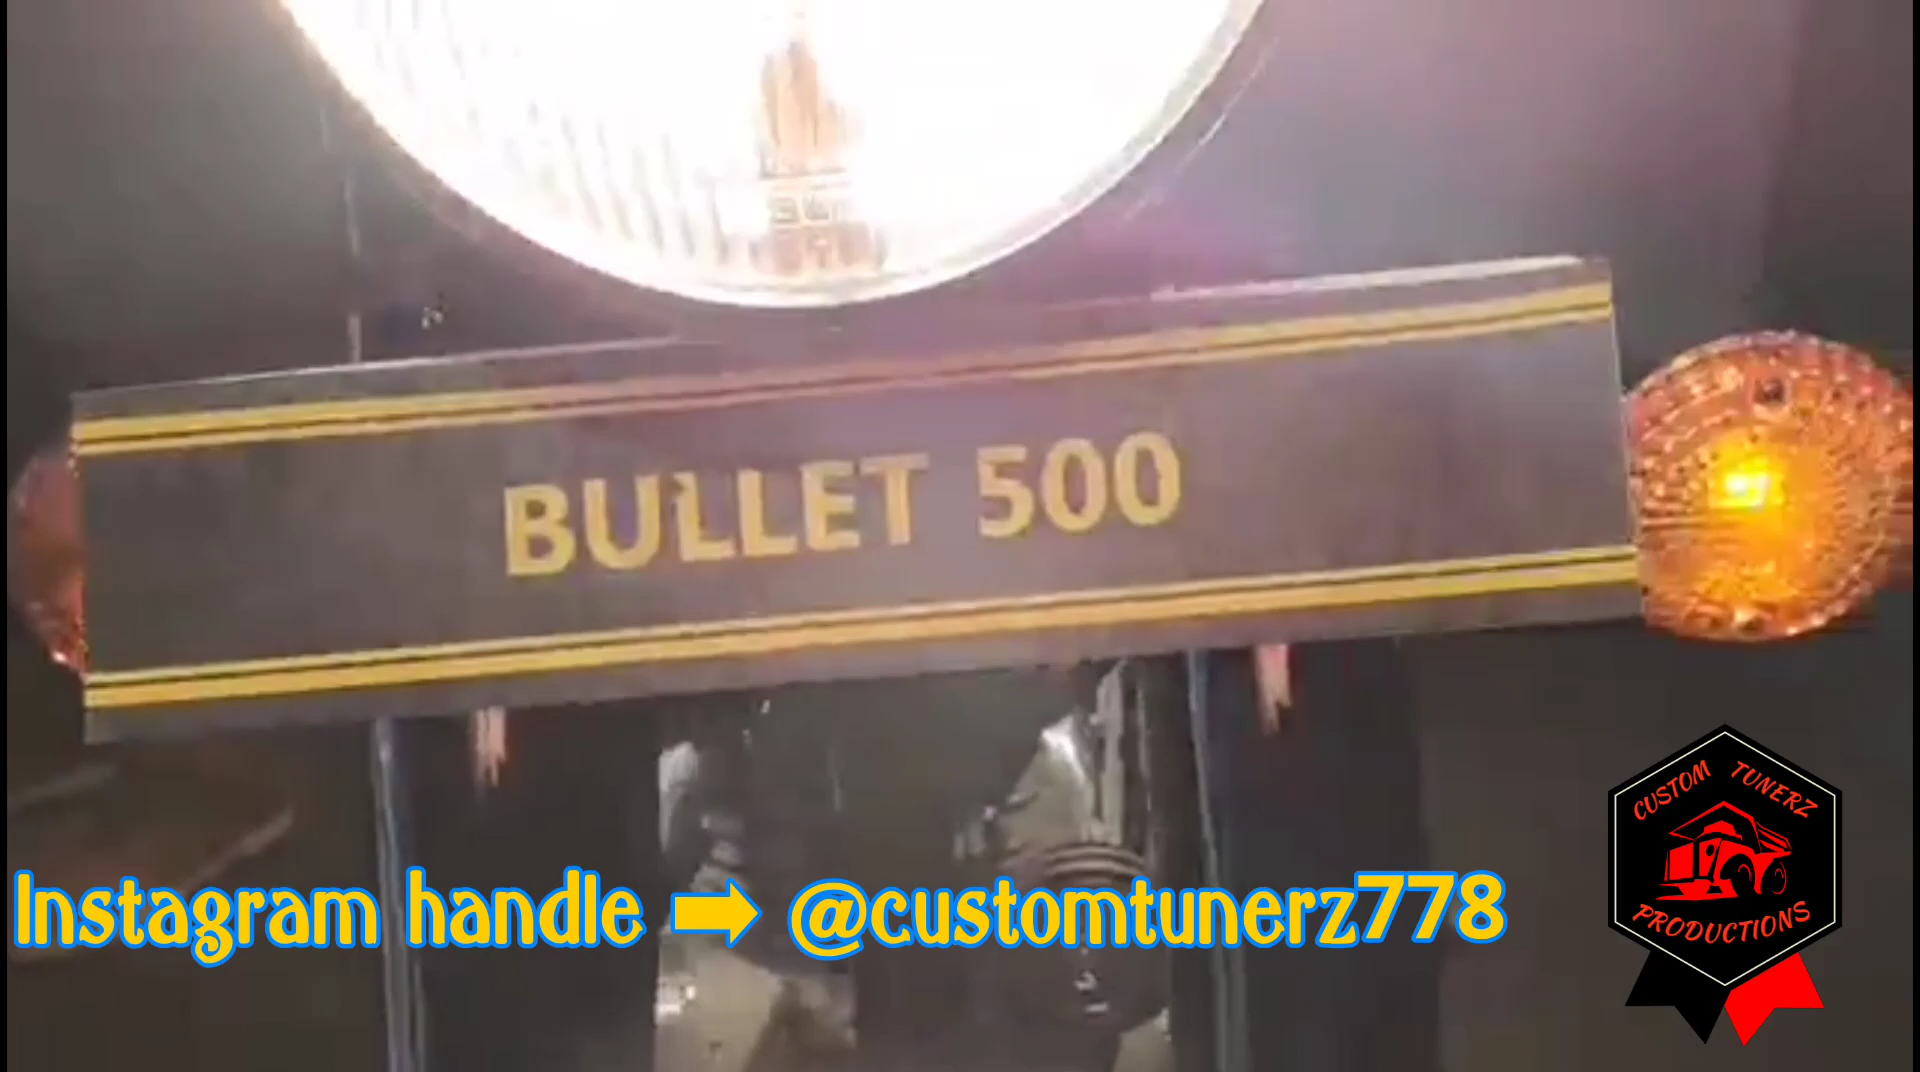 BULLET 500
CUSTOM TUNERZ
PRODUCTIONS
Instagram handle ➡ @customtunerz778